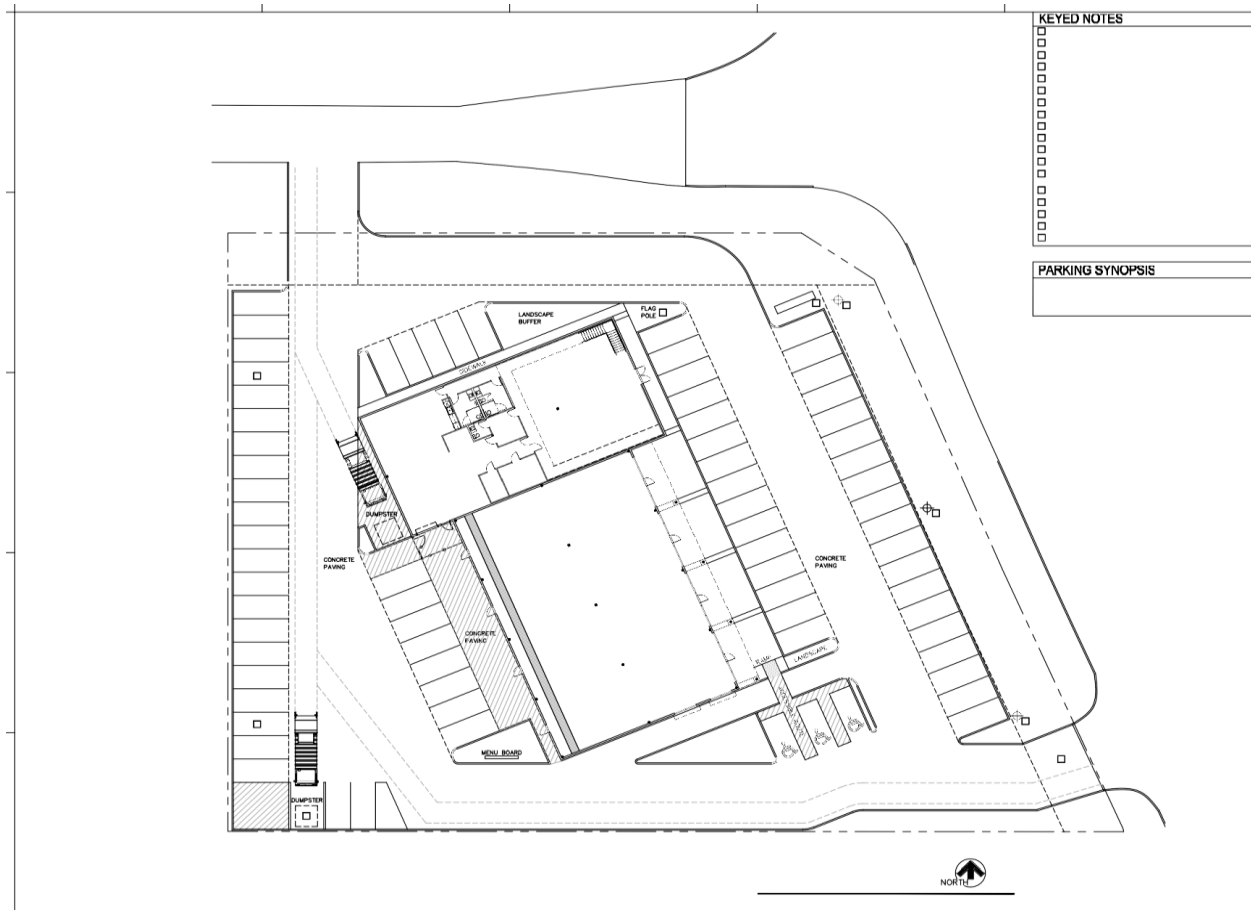 KEYED NOTES
PARKING SYNOPSIS
LANDSCAPE
BUFFER
FLAG
POLE
SIDEWALK
DUMPSTER
CONCRETE
PAVING
CONCRETE
PAVING
CONCRETE
PAVING
LANDSCAPE
MENU BOARD
DUMPSTER
NORTH